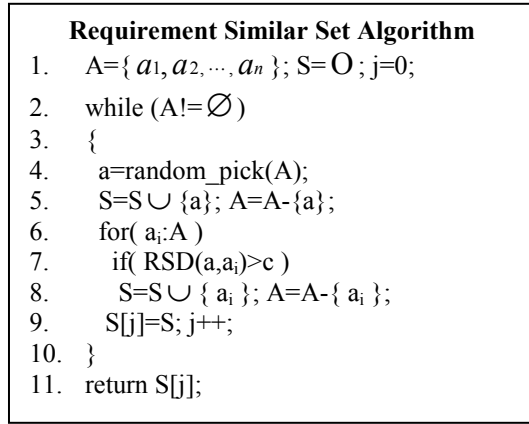 Requirement Similar Set Algorithm
1. A={ a1, a2, ..., an }; S=O; j=0;
2. while (A!=∅)
3. {
4. a=random_pick(A);
5. S=S∪{a}; A=A-{a};
6. for( ai:A )
7. if( RSD(a,ai)>c )
8. S=S∪{ ai }; A=A-{ ai };
9. S[j]=S; j++;
10. }
11. return S[j];